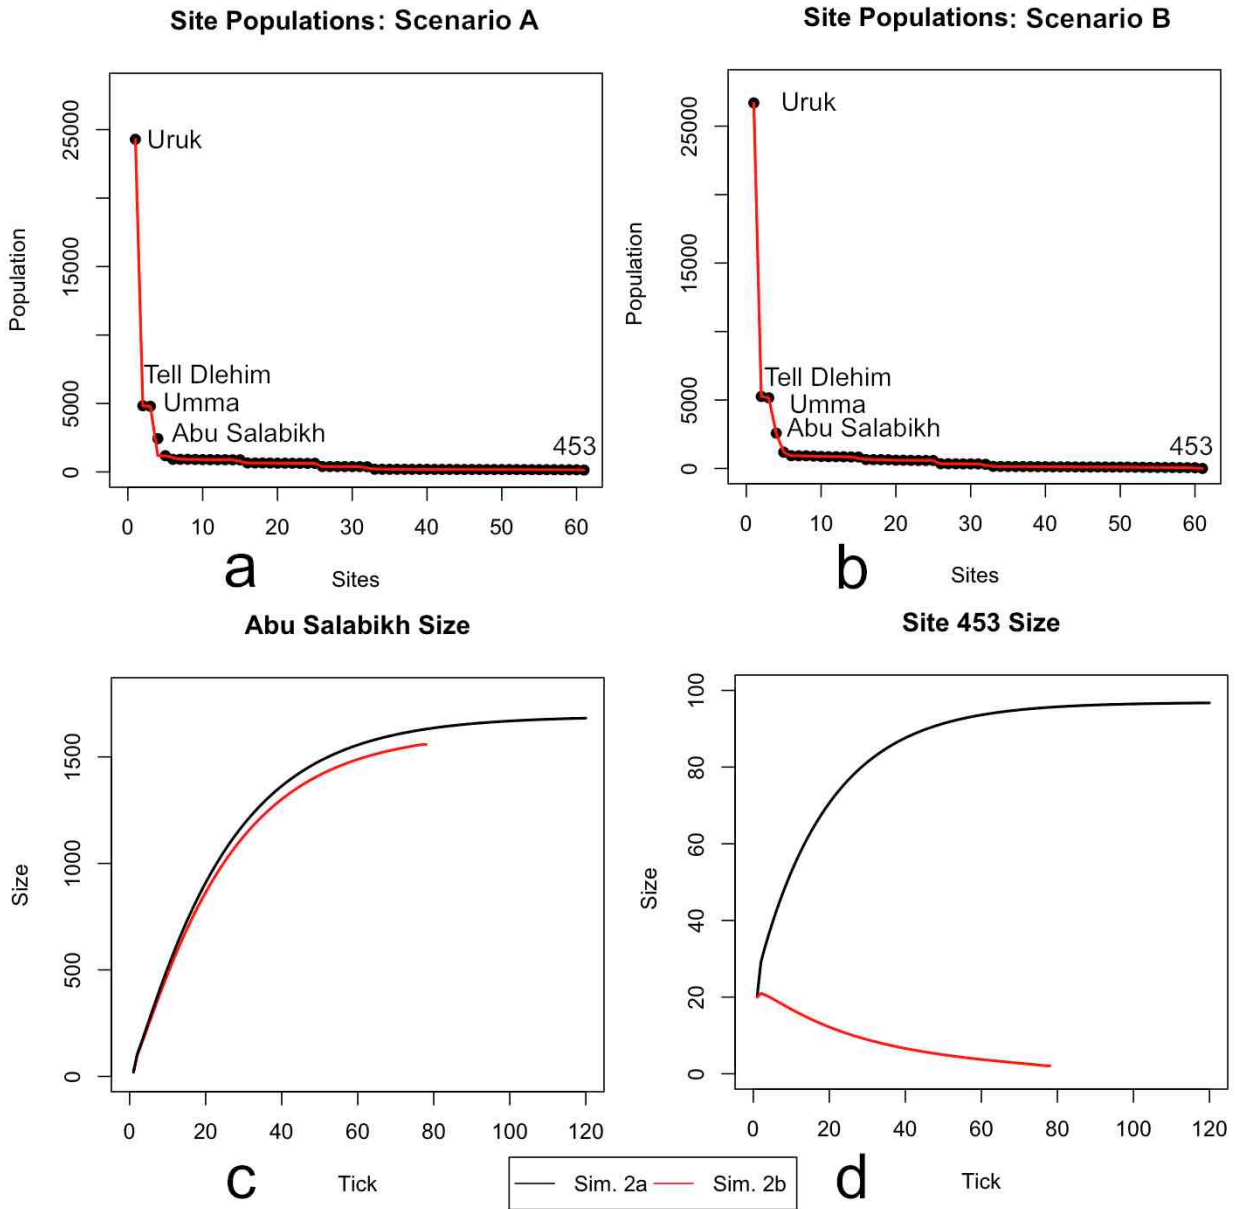 Site Populations: Scenario A
Population
25000
15000
5000
0
Uruk
Tell Dlehim
Umma
Abu Salabikh
453
0 10 20 30 40 50 60
a
Sites
Site Populations: Scenario B
Population
25000
15000
5000
0
Uruk
Tell Dlehim
Umma
Abu Salabikh
453
0 10 20 30 40 50 60
b
Sites
Abu Salabikh Size
Size
1500
1000
500
0
0 20 40 60 80 100 120
c
Tick
Site 453 Size
Size
100
80
60
40
20
0
0 20 40 60 80 100 120
d
Tick
Sim. 2a
Sim. 2b